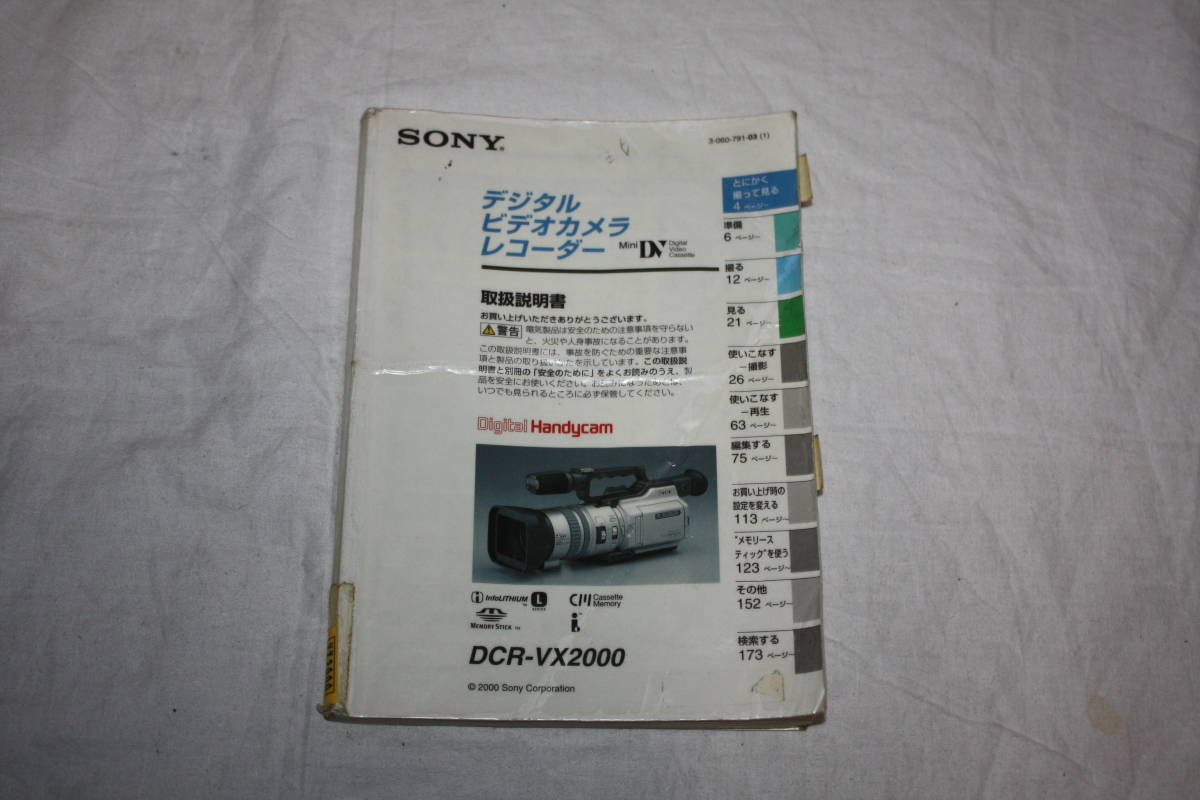 SONY®
3-060-791-03 (1)
デジタル
ビデオカメラ
レコーダー
Mini DV Digital Video Cassette
取扱説明書
お買い上げいただきありがとうございます。
警告 電気製品は安全のための注意事項を守らない
と、火災や人身事故になることがあります。
この取扱説明書には、事故を防ぐための重要な注意事
項と製品の取り扱いかたを示しています。この取扱説
明書と別冊の「安全のために」をよくお読みのうえ、製
品を安全にお使いください。お読みになったあとは、
いつでも見られるところに必ず保管してください。
Digital Handycam
SONY
InfoLITHIUM™ L SERIES
CM Cassette Memory
MEMORY STICK™
i™
DCR-VX2000
© 2000 Sony Corporation
とにかく
撮って見る
4 ページ~
準備
6 ページ~
撮る
12 ページ~
見る
21 ページ~
使いこなす
−撮影
26 ページ~
使いこなす
−再生
63 ページ~
編集する
75 ページ~
お買い上げ時の
設定を変える
113 ページ~
"メモリース
ティック"を使う
123 ページ~
その他
152 ページ~
検索する
173 ページ~